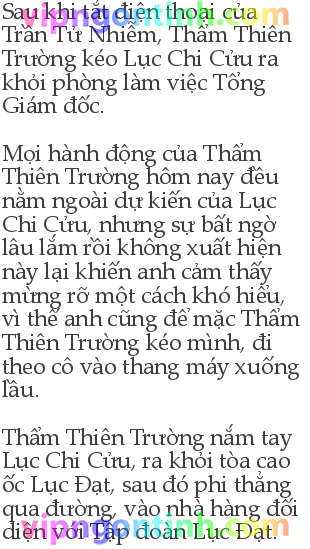 Sau khi tắt điện thoại của
Trần Tử Nhiễm, Thẩm Thiên
Trường kéo Lục Chi Cửu ra
khỏi phòng làm việc Tổng
Giám đốc.
Mọi hành động của Thẩm
Thiên Trường hôm nay đều
nằm ngoài dự kiến của Lục
Chi Cửu, nhưng sự bất ngờ
lâu lắm rồi không xuất hiện
này lại khiến anh cảm thấy
mừng rỡ một cách khó hiểu,
vì thế anh cũng để mặc Thẩm
Thiên Trường kéo mình, đi
theo cô vào thang máy xuống
lầu.
Thẩm Thiên Trường nắm tay
Lục Chi Cửu, ra khỏi tòa cao
ốc Lục Đạt, sau đó phi thẳng
qua đường, vào nhà hàng đối
diện với Tập đoàn Lục Đạt.
vipngontinh.com
vipngontinh.com